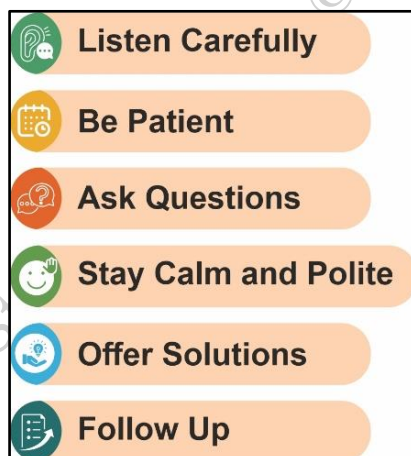 Listen Carefully
Be Patient
Ask Questions
Stay Calm and Polite
Offer Solutions
Follow Up